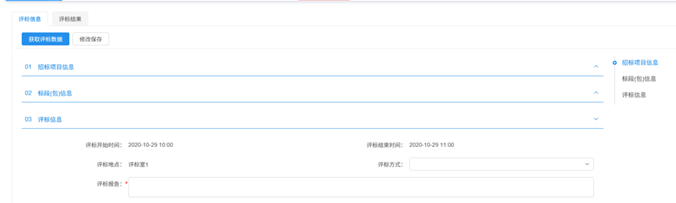 评标信息 评标结果
获取评标数据 修改保存
01 招标项目信息
02 标段(包)信息
03 评标信息
招标项目信息
标段(包)信息
评标信息
评标开始时间： 2020-10-29 10:00 评标结束时间： 2020-10-29 11:00
评标地点： 评标室1 评标方式：
评标报告： *